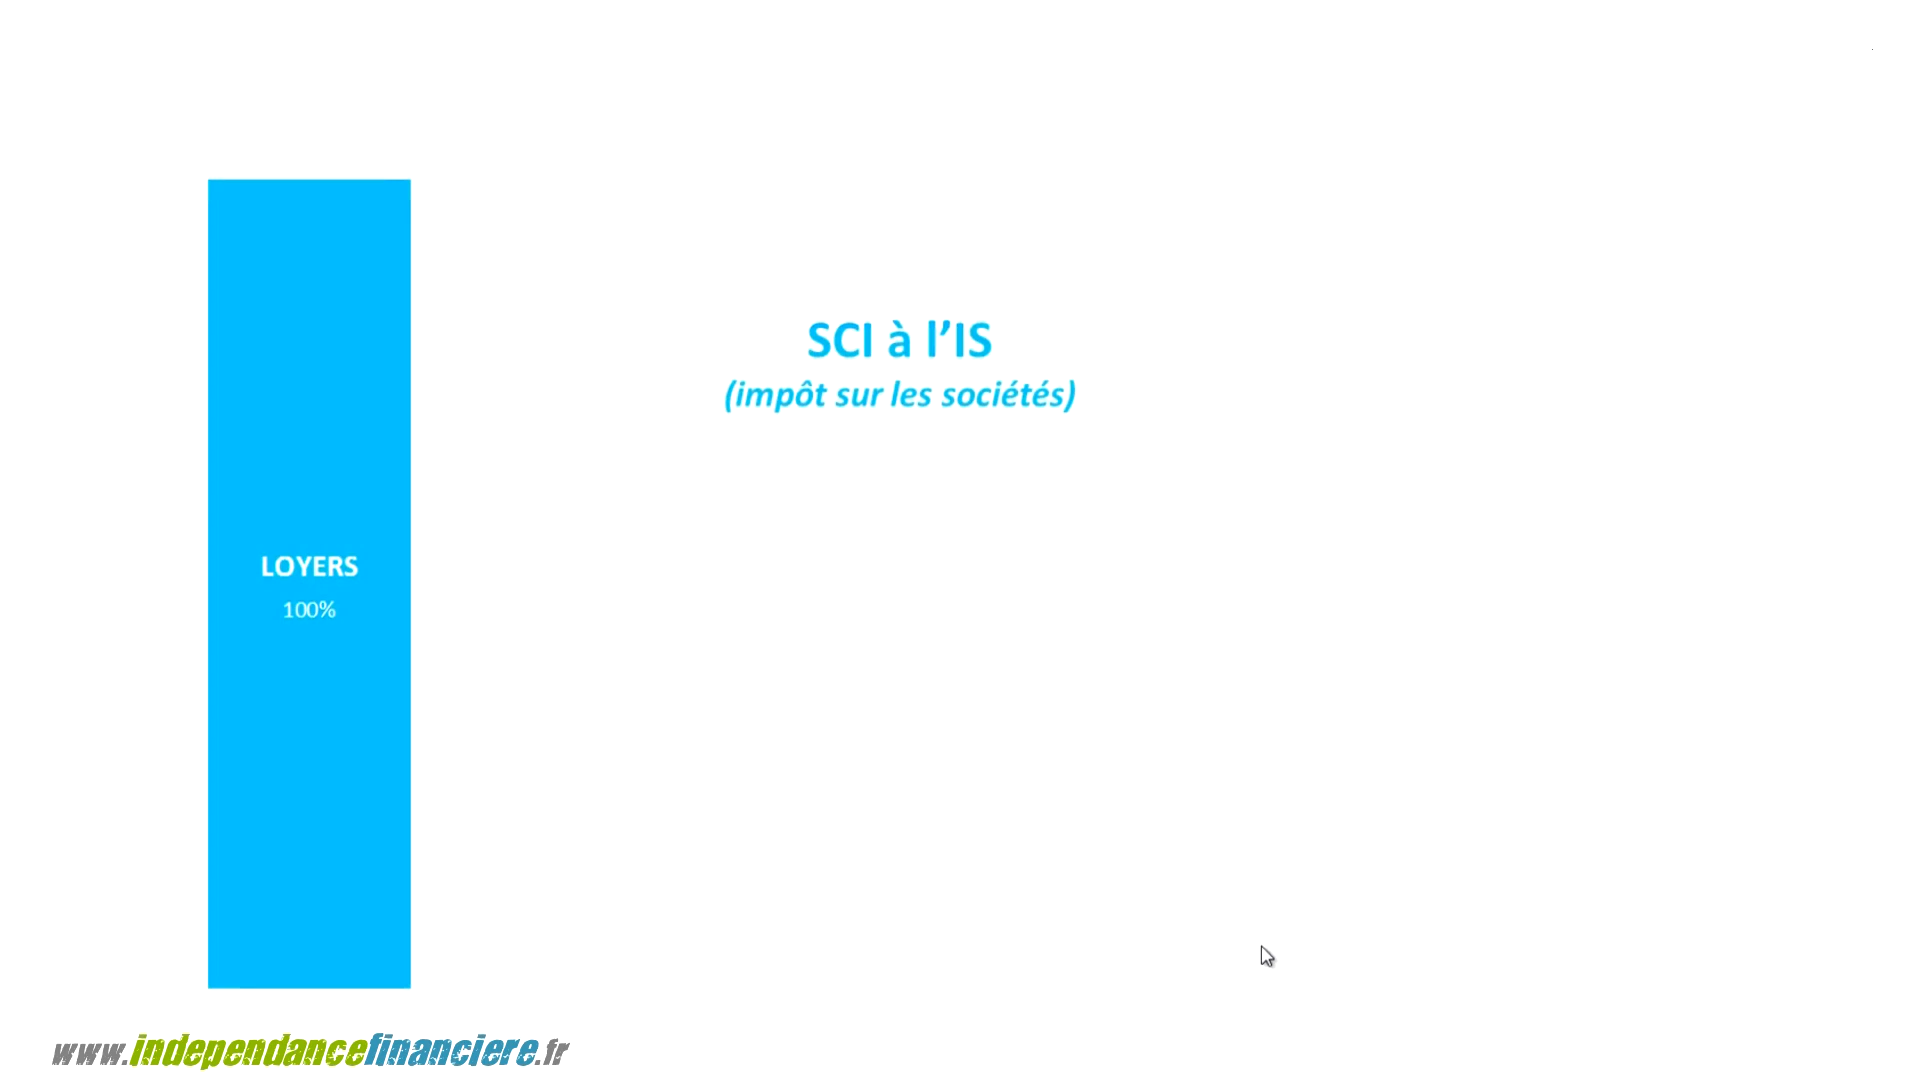 SCI à l’IS
(impôt sur les sociétés)
LOYERS
100%
www.independancefinanciere.fr